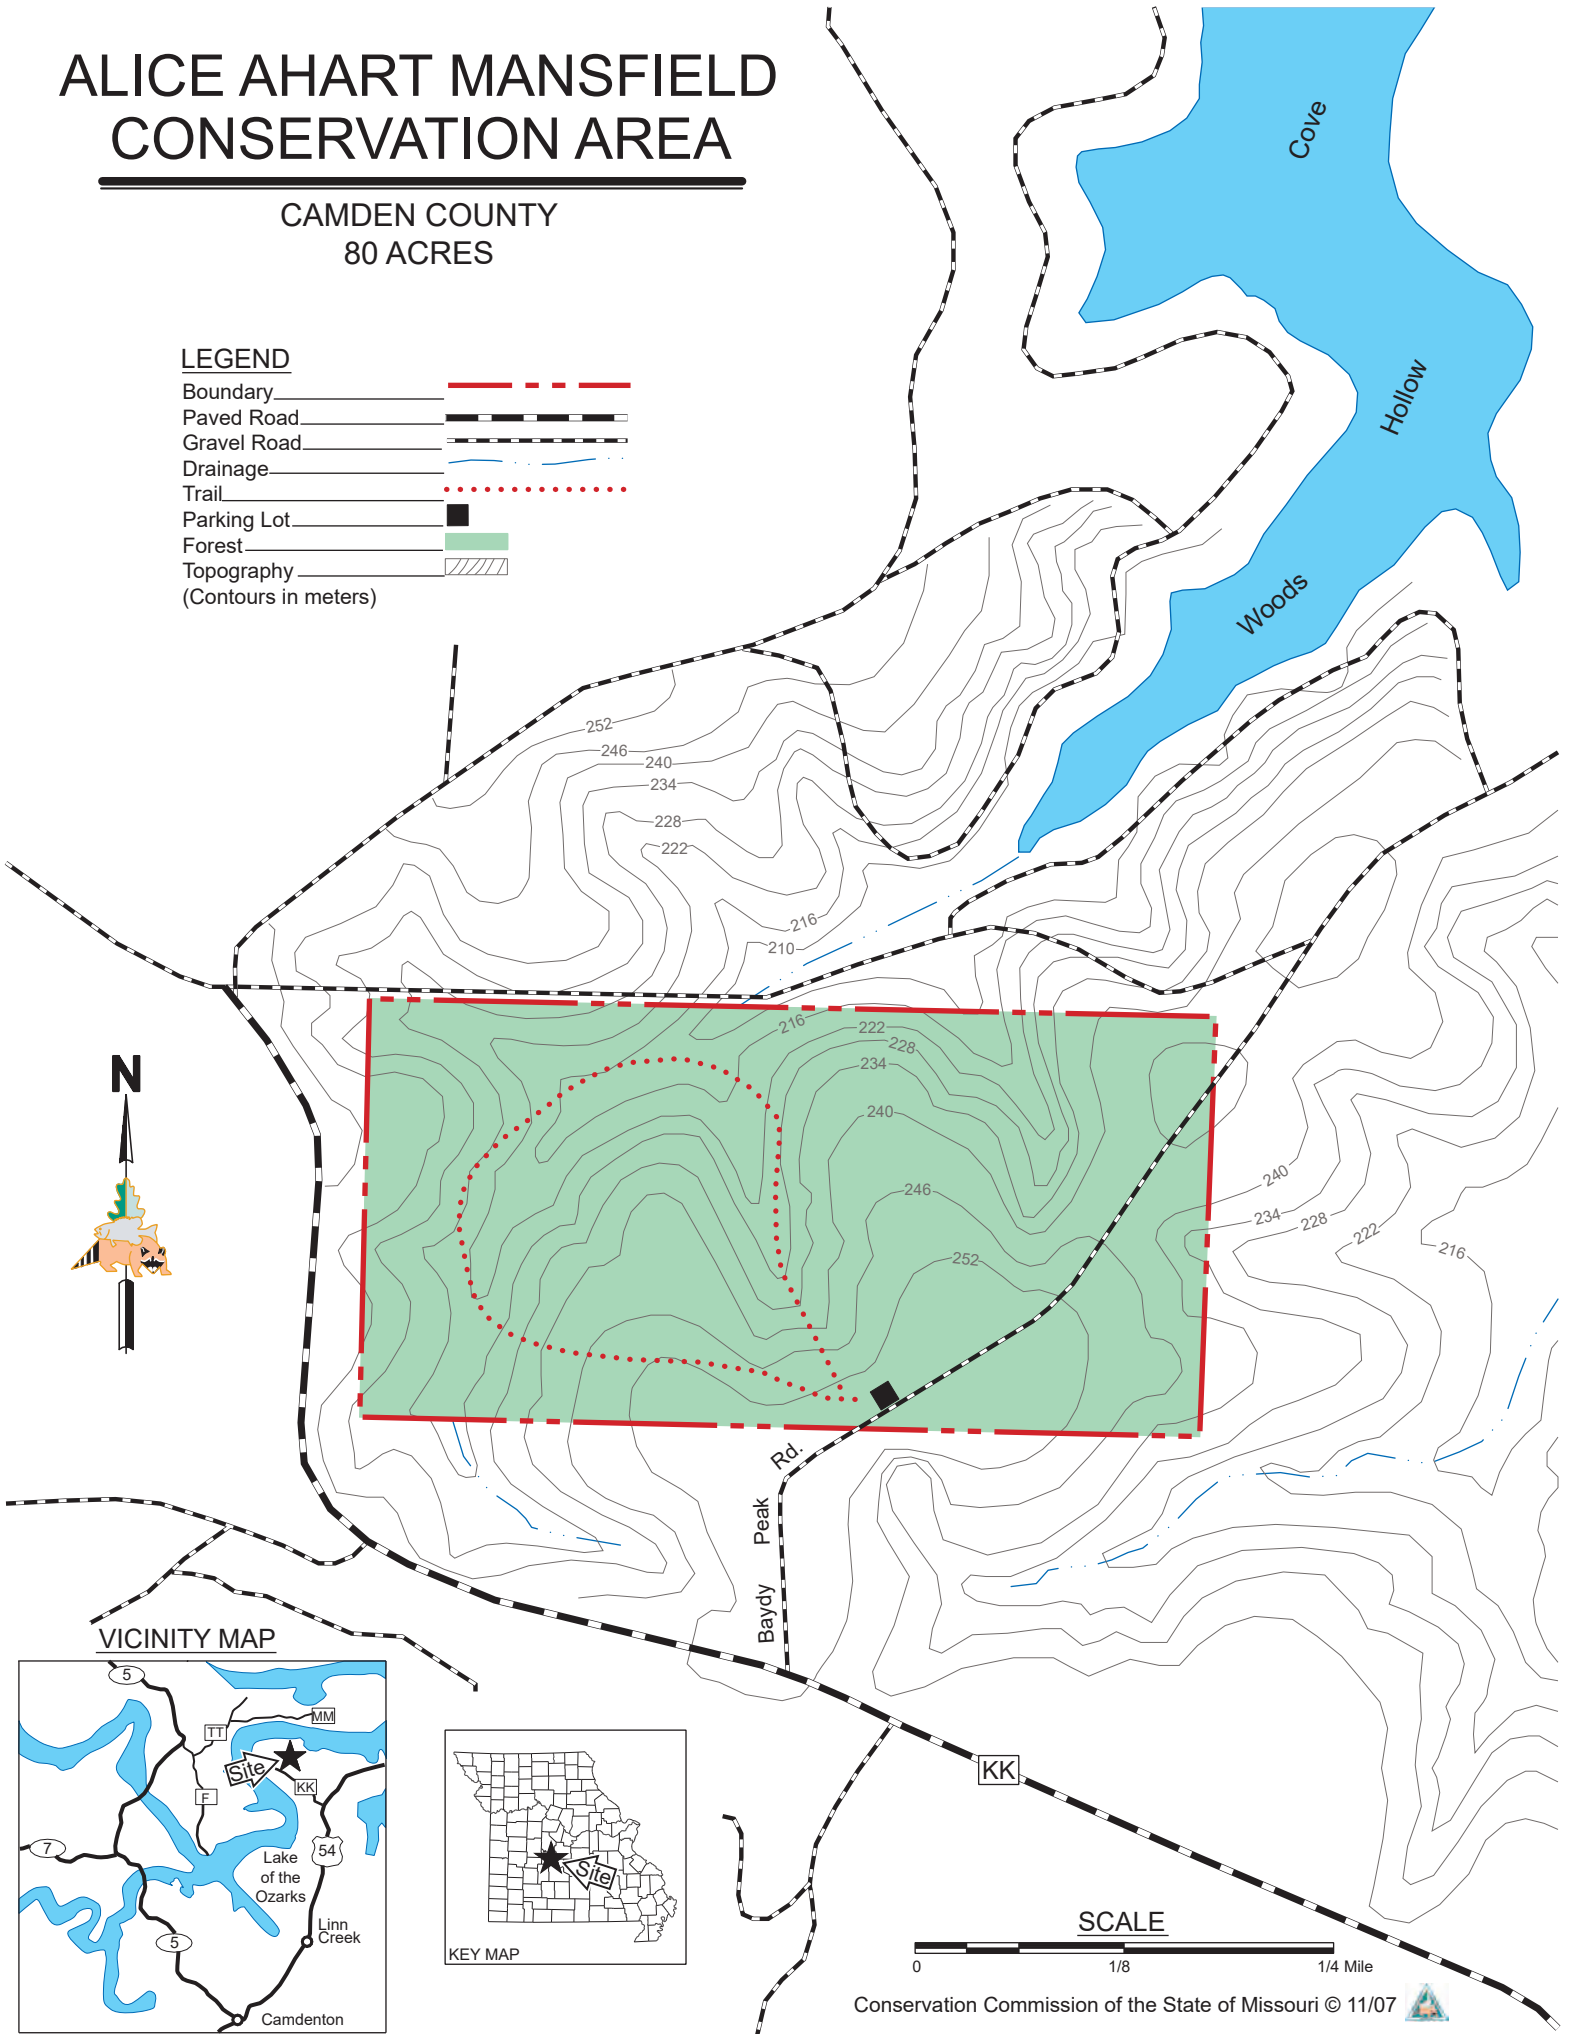 ALICE AHART MANSFIELD
CONSERVATION AREA
CAMDEN COUNTY
80 ACRES
LEGEND
Boundary
Paved Road
Gravel Road
Drainage
Trail
Parking Lot
Forest
Topography
(Contours in meters)
Cove
Hollow
Woods
252
246
240
234
228
222
216
210
216
222
228
234
240
246
252
240
234
228
222
216
N
Rd.
Peak
Baydy
KK
VICINITY MAP
5
TT
MM
Site
KK
F
7
54
Lake
of the
Ozarks
5
Linn
Creek
Camdenton
Site
KEY MAP
SCALE
0 1/8 1/4 Mile
Conservation Commission of the State of Missouri © 11/07